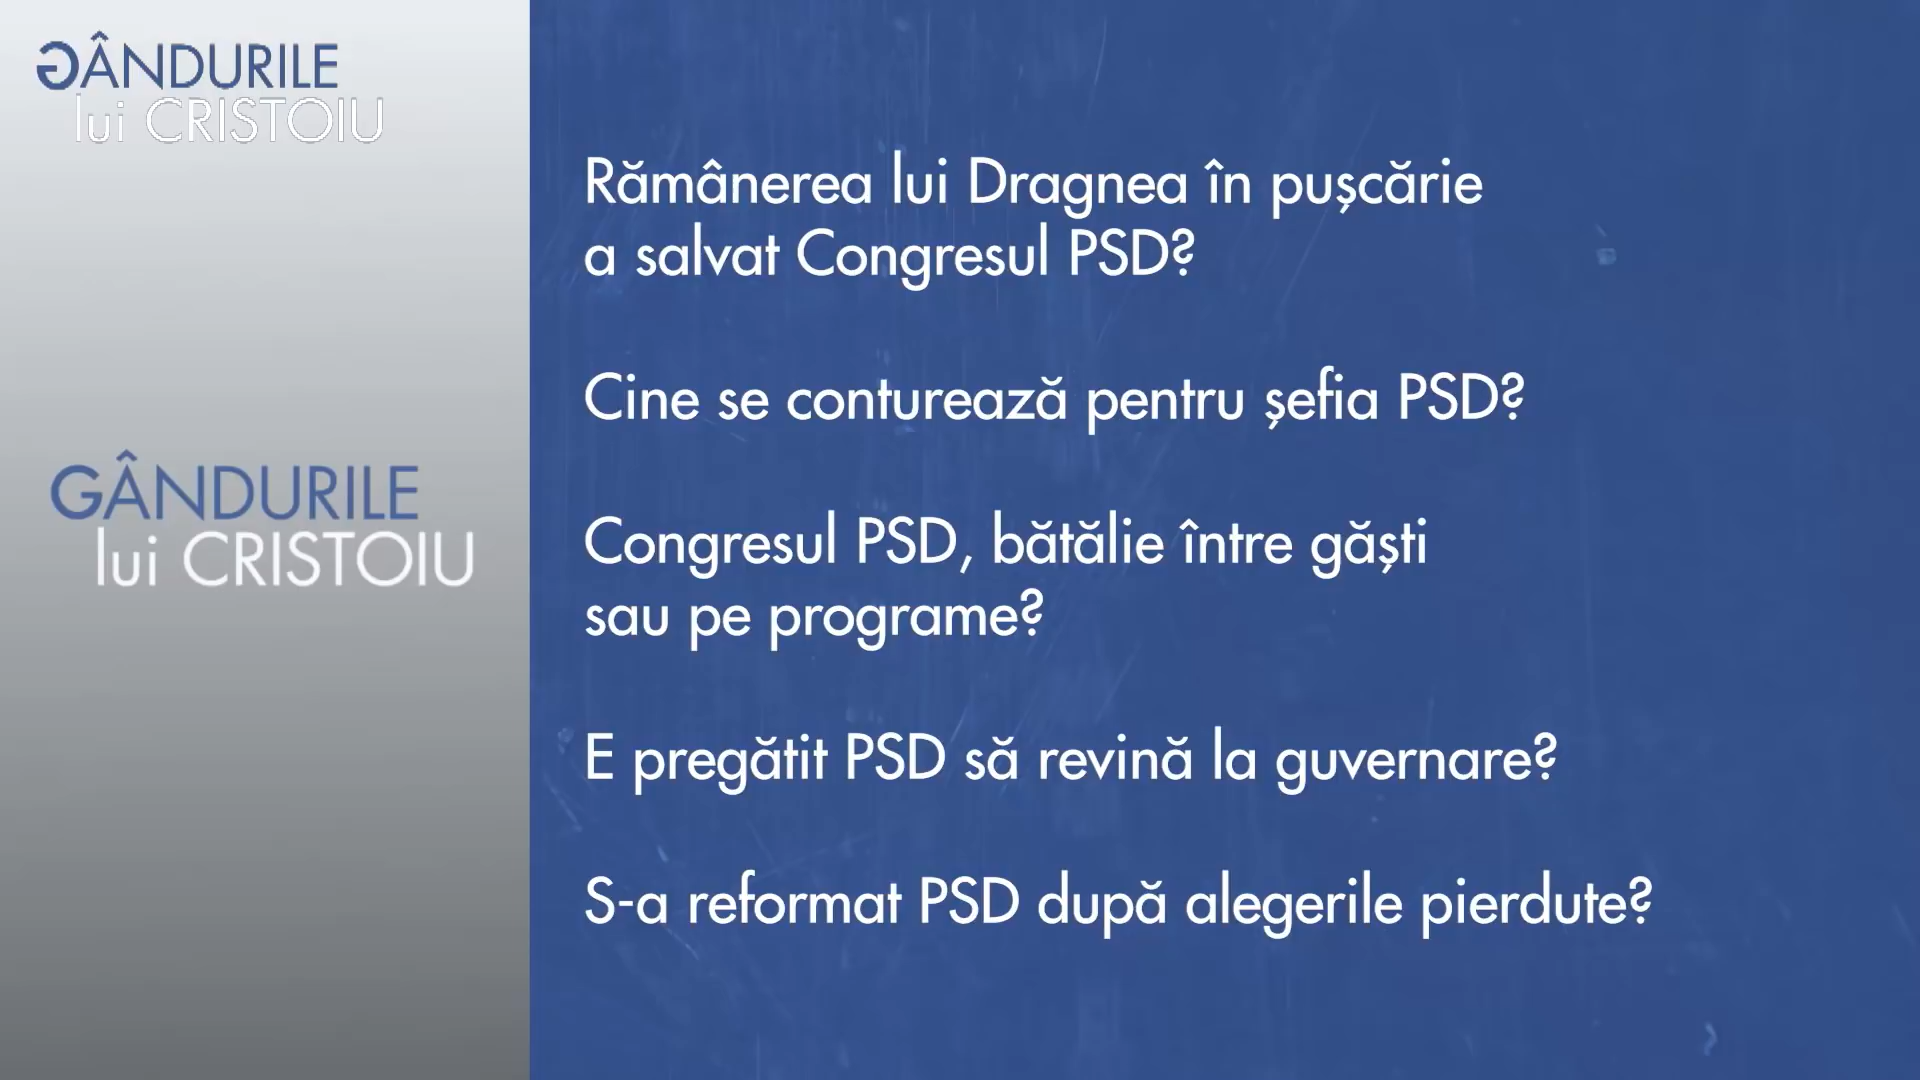 GÂNDURILE
lui CRISTOIU
GÂNDURILE
lui CRISTOIU
Rămânerea lui Dragnea în pușcărie
a salvat Congresul PSD?
Cine se conturează pentru șefia PSD?
Congresul PSD, bătălie între găști
sau pe programe?
E pregătit PSD să revină la guvernare?
S-a reformat PSD după alegerile pierdute?